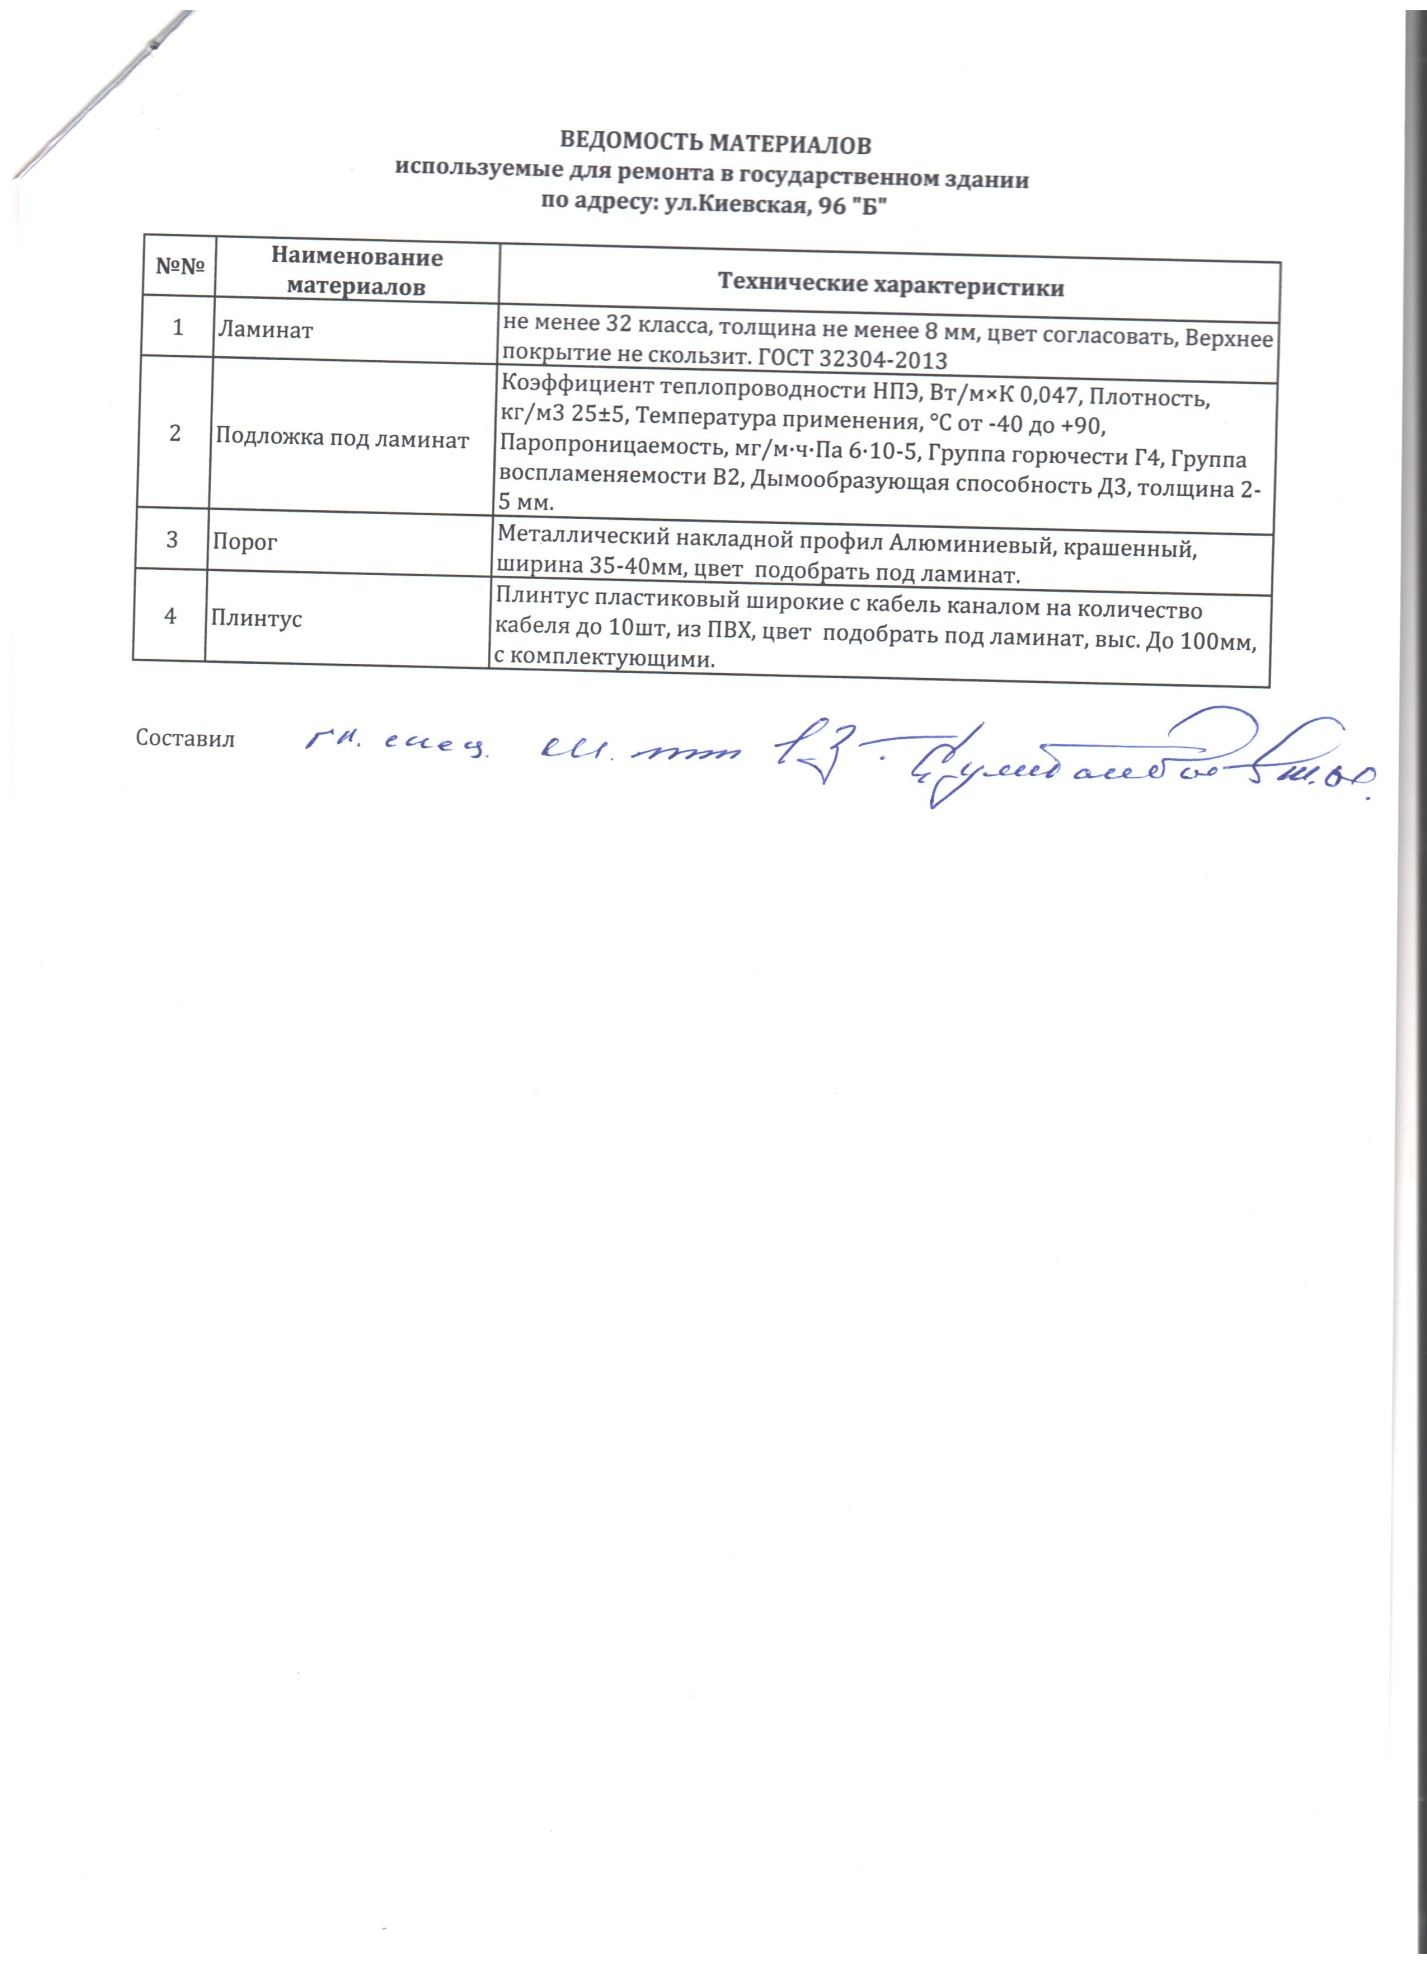 ВЕДОМОСТЬ МАТЕРИАЛОВ
используемые для ремонта в государственном здании
по адресу: ул.Киевская, 96 "Б"
№№
Наименование
материалов
Технические характеристики
1
Ламинат
не менее 32 класса, толщина не менее 8 мм, цвет согласовать, Верхнее
покрытие не скользит. ГОСТ 32304-2013
2
Подложка под ламинат
Коэффициент теплопроводности НПЭ, Вт/м×К 0,047, Плотность,
кг/м3 25±5, Температура применения, °С от -40 до +90,
Паропроницаемость, мг/м·ч·Па 6·10-5, Группа горючести Г4, Группа
воспламеняемости В2, Дымообразующая способность Д3, толщина 2-
5 мм.
3
Порог
Металлический накладной профил Алюминиевый, крашенный,
ширина 35-40мм, цвет  подобрать под ламинат.
4
Плинтус
Плинтус пластиковый широкие с кабель каналом на количество
кабеля до 10шт, из ПВХ, цвет  подобрать под ламинат, выс. До 100мм,
с комплектующими.
Составил гл. спец.